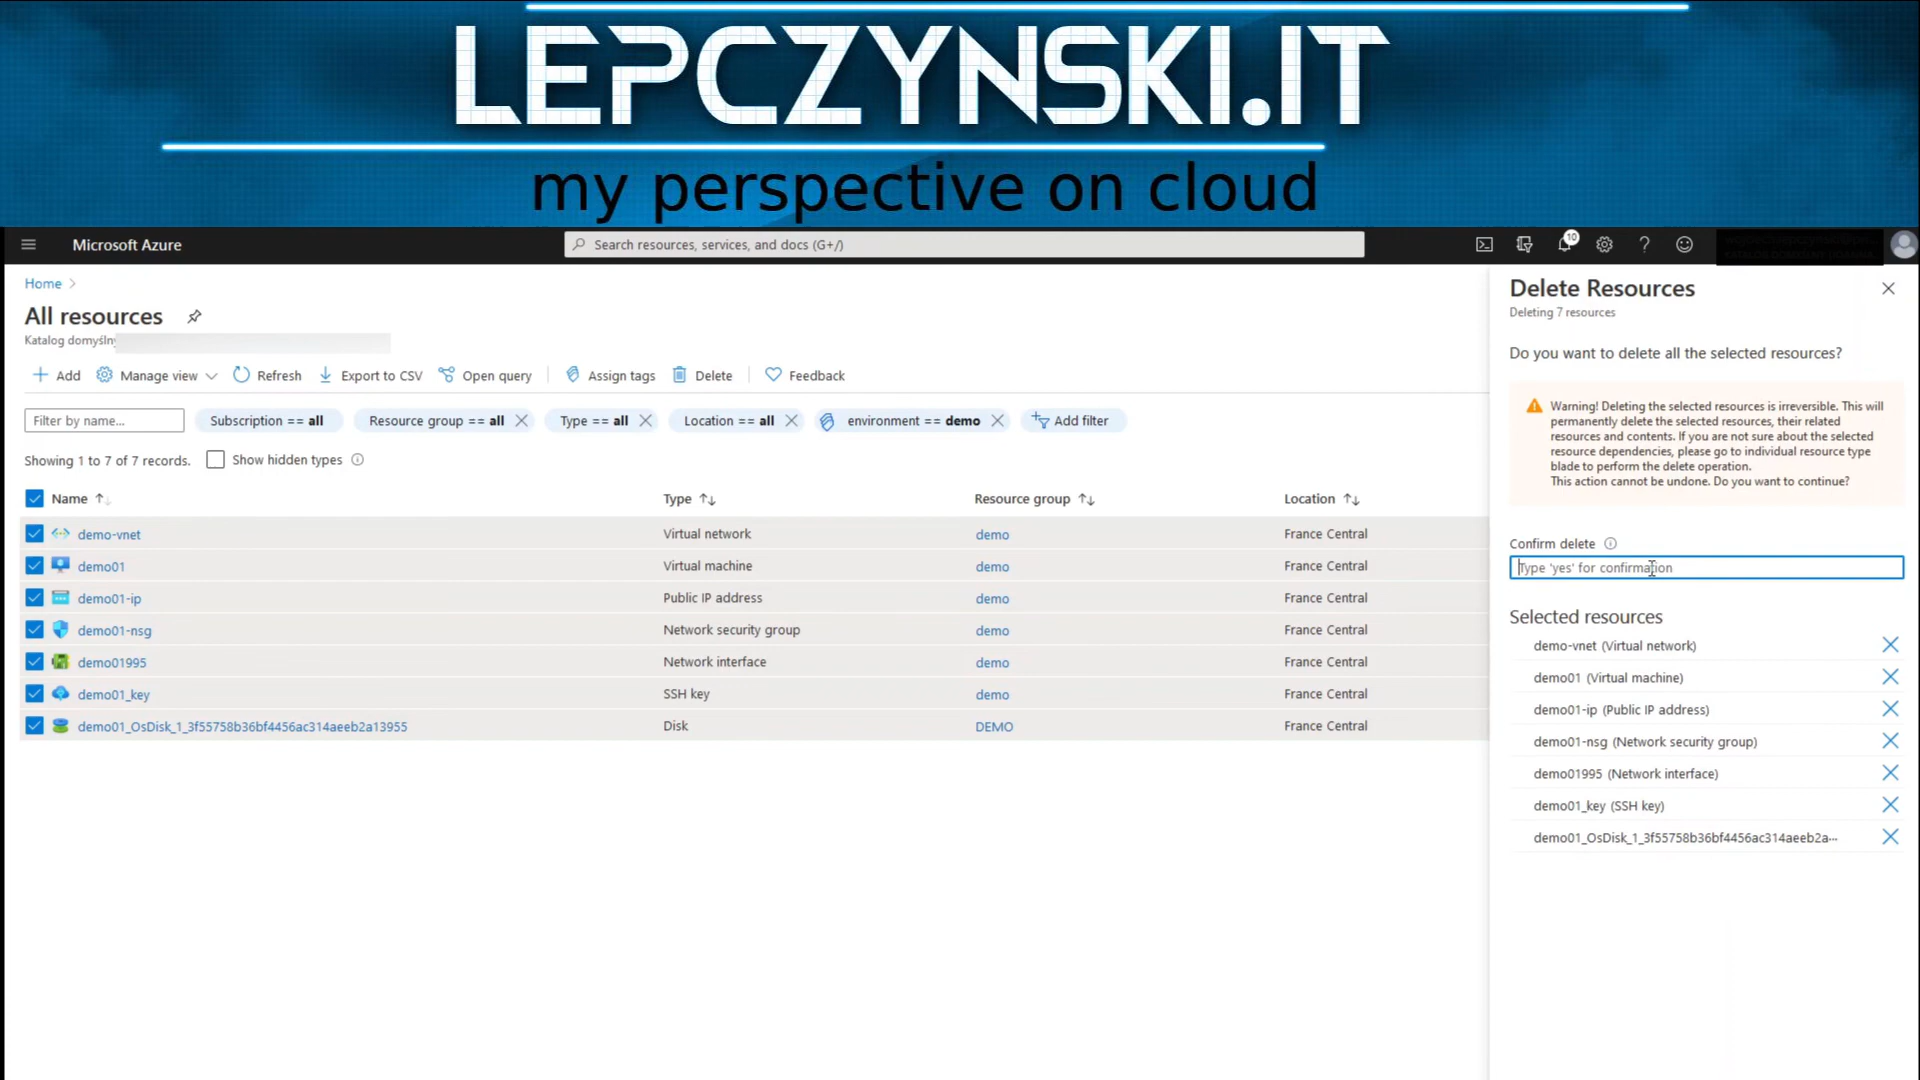 LEPCZYNSKI.IT
my perspective on cloud
Microsoft Azure
Search resources, services, and docs (G+/)
10
Home
All resources
Katalog domyślny
Add
Manage view
Refresh
Export to CSV
Open query
Assign tags
Delete
Feedback
Filter by name...
Subscription == all
Resource group == all
Type == all
Location == all
environment == demo
Add filter
Showing 1 to 7 of 7 records.
Show hidden types
Name
Type
Resource group
Location
demo-vnet
Virtual network
demo
France Central
demo01
Virtual machine
demo
France Central
demo01-ip
Public IP address
demo
France Central
demo01-nsg
Network security group
demo
France Central
demo01995
Network interface
demo
France Central
demo01_key
SSH key
demo
France Central
demo01_OsDisk_1_3f55758b36bf4456ac314aeeb2a13955
Disk
DEMO
France Central
Delete Resources
Deleting 7 resources
Do you want to delete all the selected resources?
Warning! Deleting the selected resources is irreversible. This will
permanently delete the selected resources, their related
resources and contents. If you are not sure about the selected
resource dependencies, please go to individual resource type
blade to perform the delete operation.
This action cannot be undone. Do you want to continue?
Confirm delete
Type 'yes' for confirmation
Selected resources
demo-vnet (Virtual network)
demo01 (Virtual machine)
demo01-ip (Public IP address)
demo01-nsg (Network security group)
demo01995 (Network interface)
demo01_key (SSH key)
demo01_OsDisk_1_3f55758b36bf4456ac314aeeb2a...